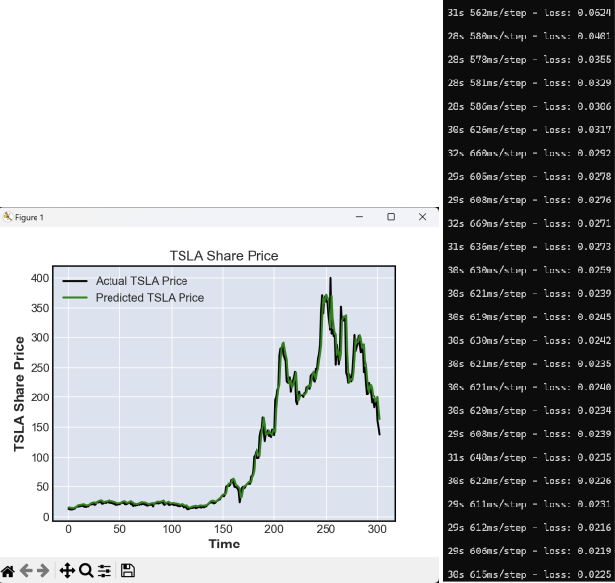 Figure 1
TSLA Share Price
Actual TSLA Price
Predicted TSLA Price
TSLA Share Price
400
350
300
250
200
150
100
50
0
0 50 100 150 200 250 300
Time
31s 562ms/step - loss: 0.0624
28s 580ms/step - loss: 0.0401
28s 578ms/step - loss: 0.0355
28s 581ms/step - loss: 0.0329
28s 586ms/step - loss: 0.0306
30s 626ms/step - loss: 0.0317
32s 660ms/step - loss: 0.0292
29s 605ms/step - loss: 0.0278
29s 608ms/step - loss: 0.0276
32s 669ms/step - loss: 0.0271
31s 636ms/step - loss: 0.0273
30s 630ms/step - loss: 0.0259
30s 621ms/step - loss: 0.0239
30s 619ms/step - loss: 0.0245
30s 630ms/step - loss: 0.0242
30s 621ms/step - loss: 0.0235
30s 621ms/step - loss: 0.0240
30s 620ms/step - loss: 0.0234
29s 608ms/step - loss: 0.0239
31s 640ms/step - loss: 0.0235
30s 622ms/step - loss: 0.0226
29s 611ms/step - loss: 0.0231
29s 612ms/step - loss: 0.0216
29s 606ms/step - loss: 0.0219
30s 615ms/step - loss: 0.0225